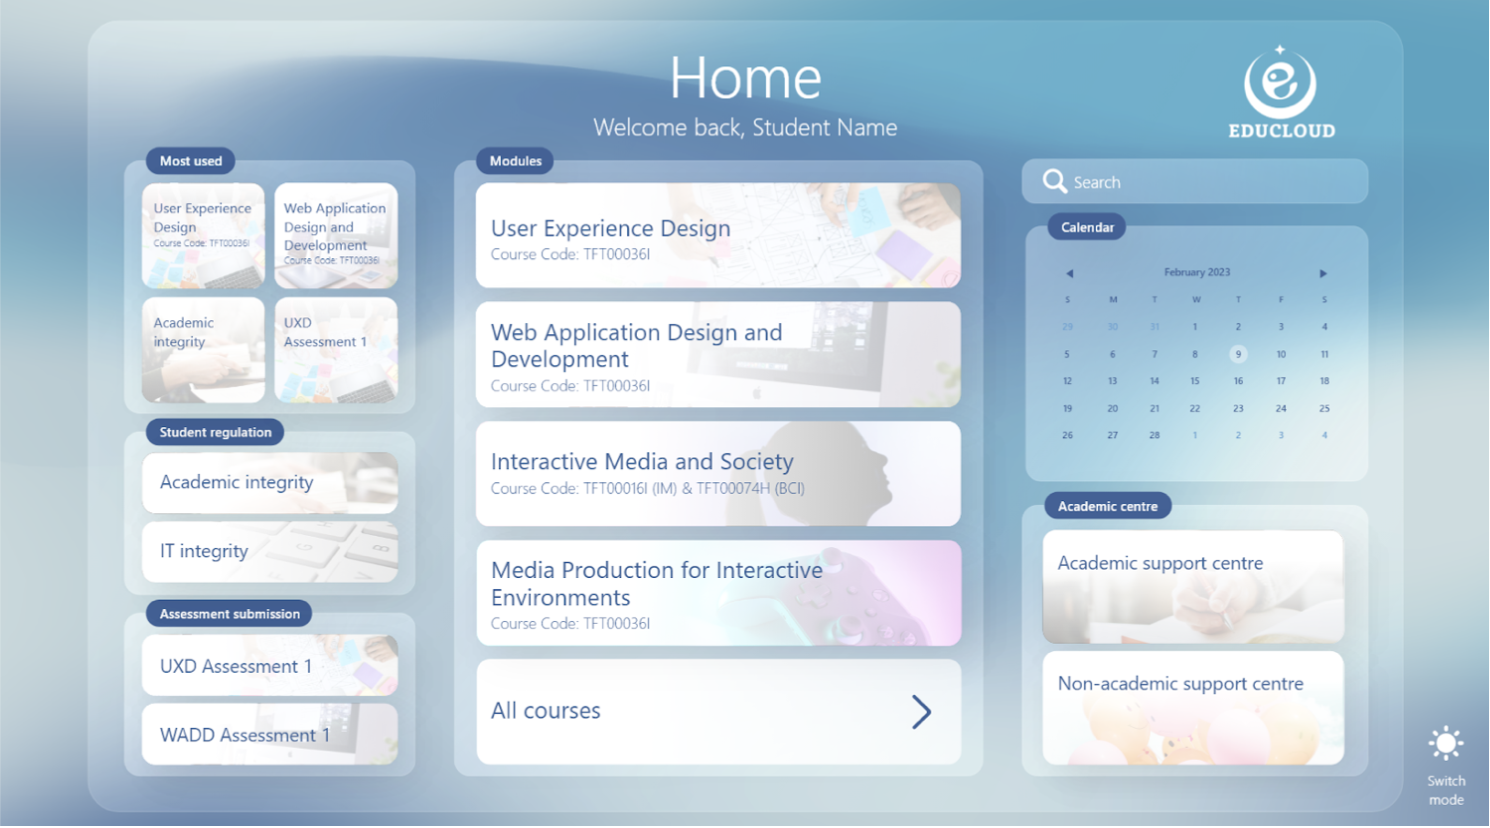 Home
Welcome back, Student Name
EDUCLOUD
Most used
User Experience
Design
Course Code: TFT00036I
Web Application
Design and
Development
Course Code: TFT00036I
Academic
integrity
UXD
Assessment 1
Student regulation
Academic integrity
IT integrity
Assessment submission
UXD Assessment 1
WADD Assessment 1
Modules
User Experience Design
Course Code: TFT00036I
Web Application Design and
Development
Course Code: TFT00036I
Interactive Media and Society
Course Code: TFT00016I (IM) & TFT00074H (BCI)
Media Production for Interactive
Environments
Course Code: TFT00036I
All courses
Search
Calendar
February 2023
S M T W T F S
29 30 31 1 2 3 4
5 6 7 8 9 10 11
12 13 14 15 16 17 18
19 20 21 22 23 24 25
26 27 28 1 2 3 4
Academic centre
Academic support centre
Non-academic support centre
Switch
mode